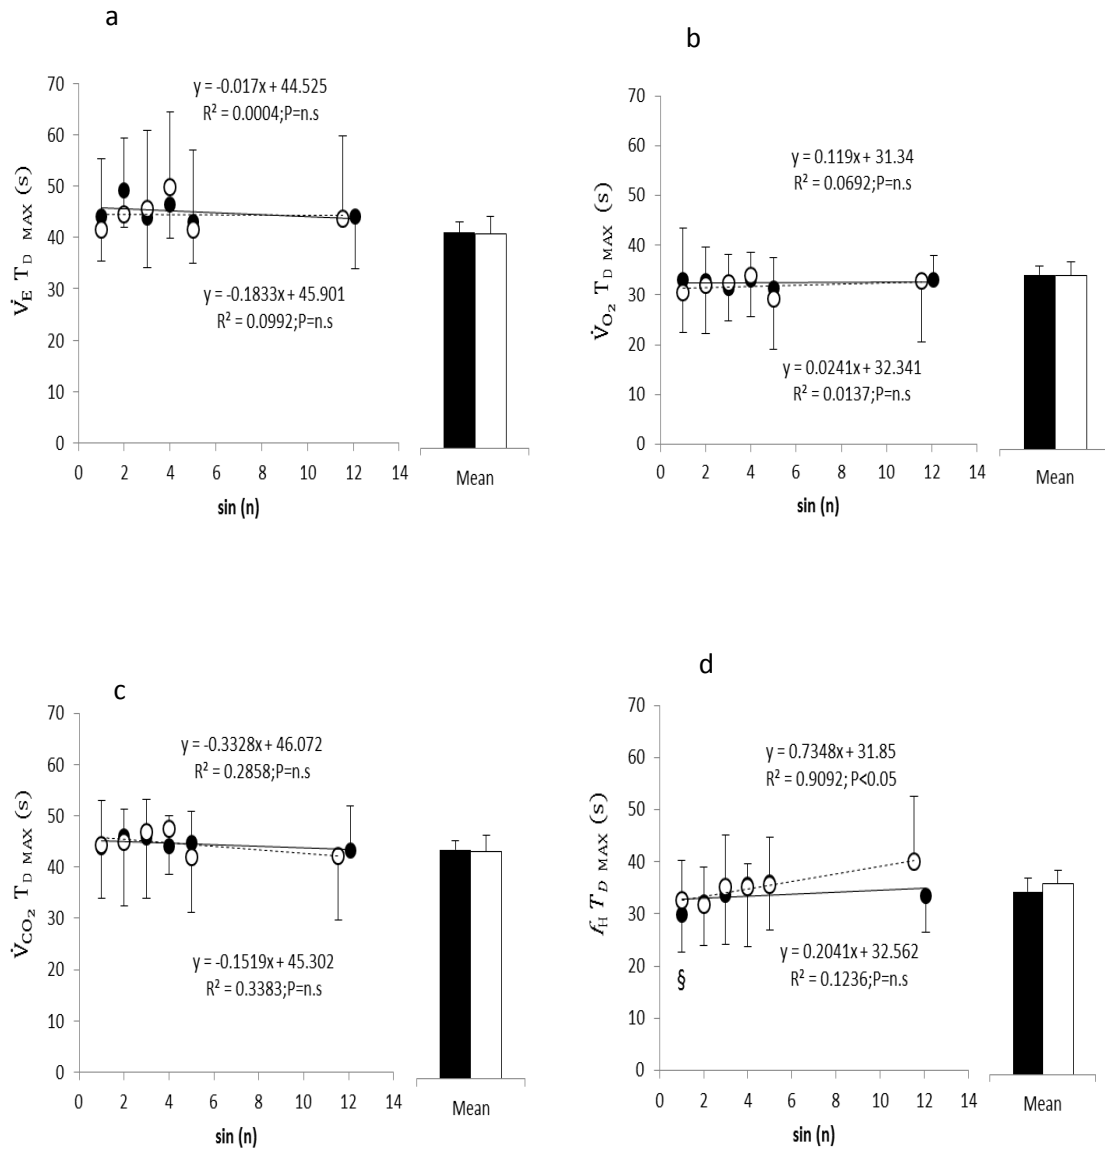 a
y = -0.017x + 44.525
R² = 0.0004;P=n.s
V̇E TD MAX (s)
70
60
50
40
30
20
10
0
y = -0.1833x + 45.901
R² = 0.0992;P=n.s
0 2 4 6 8 10 12 14
sin (n)
Mean
b
y = 0.119x + 31.34
R² = 0.0692;P=n.s
V̇O₂ TD MAX (s)
70
60
50
40
30
20
10
0
y = 0.0241x + 32.341
R² = 0.0137;P=n.s
0 2 4 6 8 10 12 14
sin (n)
Mean
c
y = -0.3328x + 46.072
R² = 0.2858;P=n.s
V̇CO₂ TD MAX (s)
70
60
50
40
30
20
10
0
y = -0.1519x + 45.302
R² = 0.3383;P=n.s
0 2 4 6 8 10 12 14
sin (n)
Mean
d
y = 0.7348x + 31.85
R² = 0.9092; P<0.05
fH TD MAX (s)
70
60
50
40
30
20
10
0
y = 0.2041x + 32.562
R² = 0.1236;P=n.s
§
0 2 4 6 8 10 12 14
sin (n)
Mean